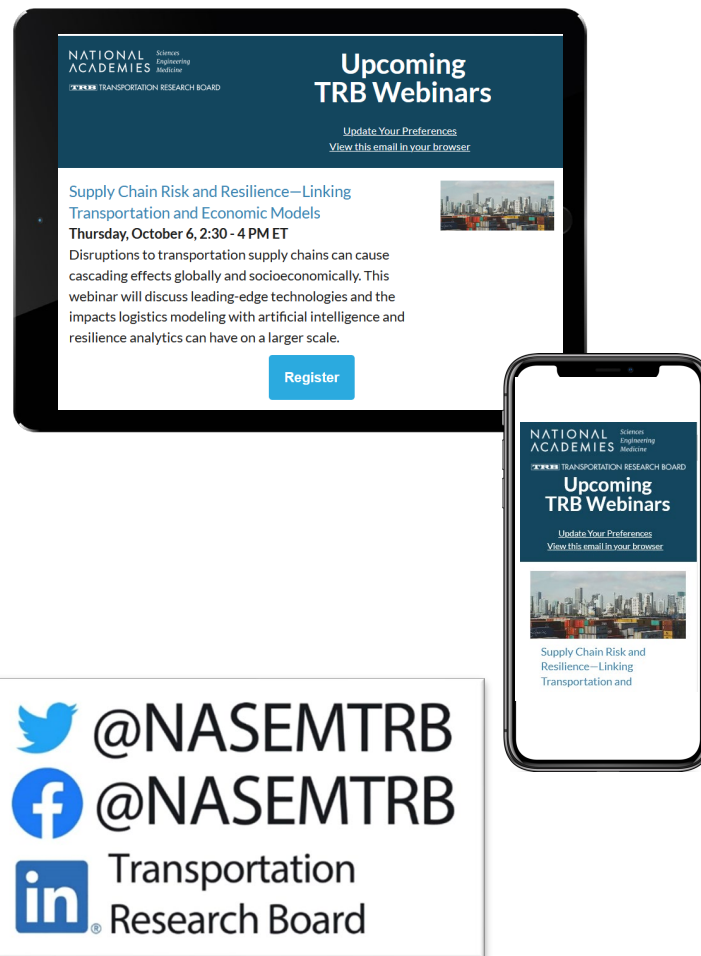 NATIONAL
ACADEMIES
Sciences
Engineering
Medicine
TRB TRANSPORTATION RESEARCH BOARD
Upcoming
TRB Webinars
Update Your Preferences
View this email in your browser
Supply Chain Risk and Resilience—Linking
Transportation and Economic Models
Thursday, October 6, 2:30 - 4 PM ET
Disruptions to transportation supply chains can cause
cascading effects globally and socioeconomically. This
webinar will discuss leading-edge technologies and the
impacts logistics modeling with artificial intelligence and
resilience analytics can have on a larger scale.
Register
NATIONAL
ACADEMIES
Sciences
Engineering
Medicine
TRB TRANSPORTATION RESEARCH BOARD
Upcoming
TRB Webinars
Update Your Preferences
View this email in your browser
Supply Chain Risk and
Resilience—Linking
Transportation and
@NASEMTRB
f @NASEMTRB
in® Transportation
Research Board